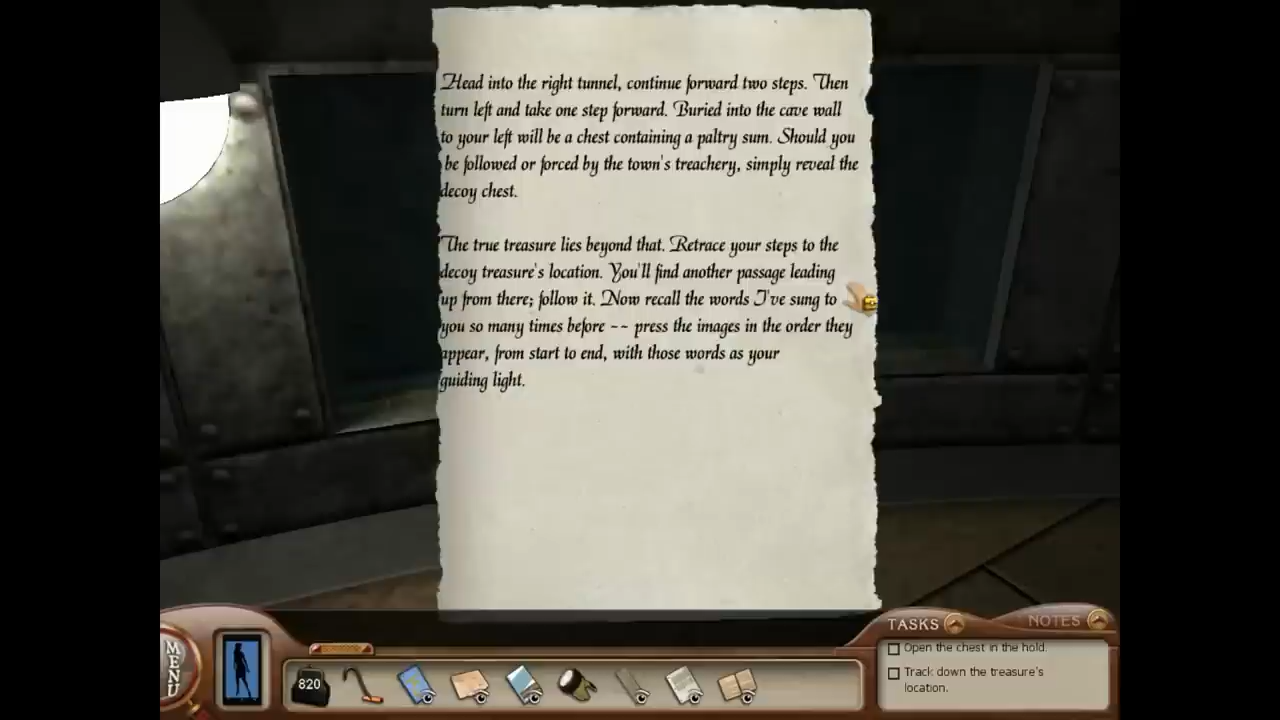 Head into the right tunnel, continue forward two steps. Then
turn left and take one step forward. Buried into the cave wall
to your left will be a chest containing a paltry sum. Should you
be followed or forced by the town's treachery, simply reveal the
decoy chest.
The true treasure lies beyond that. Retrace your steps to the
decoy treasure's location. You'll find another passage leading
up from there; follow it. Now recall the words I've sung to
you so many times before -- press the images in the order they
appear, from start to end, with those words as your
guiding light.
TASKS
NOTES
Open the chest in the hold.
Track down the treasure's
location.
MENU
820